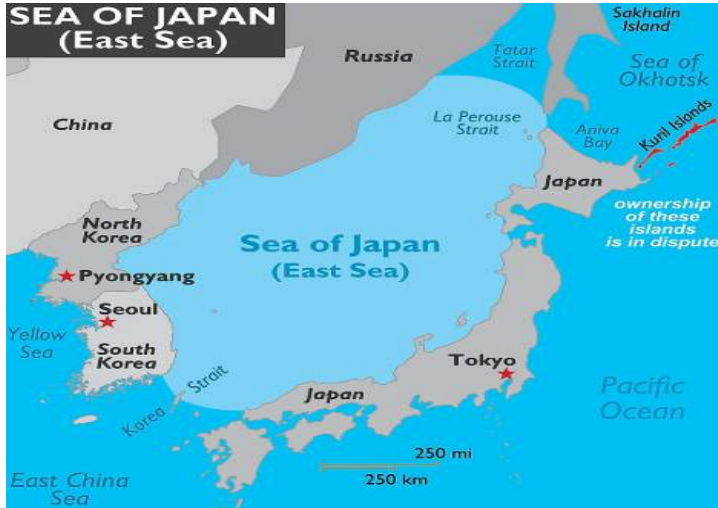 SEA OF JAPAN
(East Sea)
Sakhalin
Island
Tatar
Strait
Sea of
Okhotsk
Russia
China
La Perouse
Strait
Aniva
Bay
Kuril Islands
Japan
ownership
of these
islands
is in dispute
North
Korea
Sea of Japan
(East Sea)
Pyongyang
Seoul
Yellow
Sea
South
Korea
Tokyo
Korea Strait
Japan
Pacific
Ocean
250 mi
250 km
East China
Sea